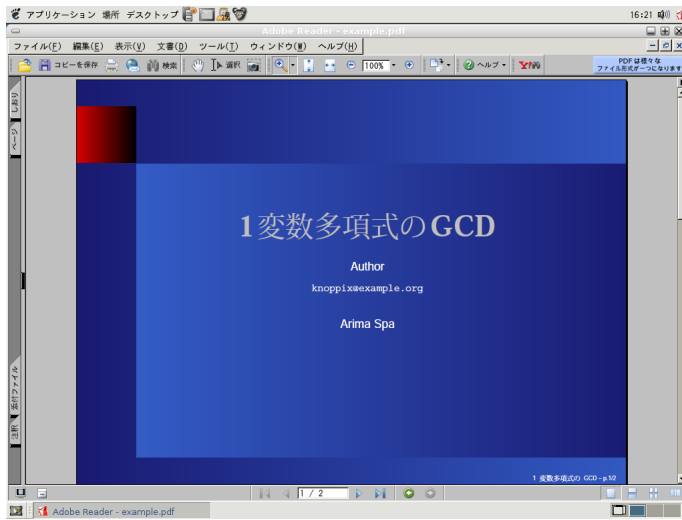 アプリケーション 場所 デスクトップ 16:21
Adobe Reader - example.pdf
ファイル(F) 編集(E) 表示(V) 文書(D) ツール(T) ウィンドウ(W) ヘルプ(H)
コピーを保存 検索 選択 100% ヘルプ Y! PDF は様々な
ファイル形式が一つになります
しおり
ページ
1変数多項式のGCD
Author
knoppix@example.org
Arima Spa
添付ファイル
注釈
1 変数多項式の GCD – p.1/2
1 / 2
Adobe Reader - example.pdf